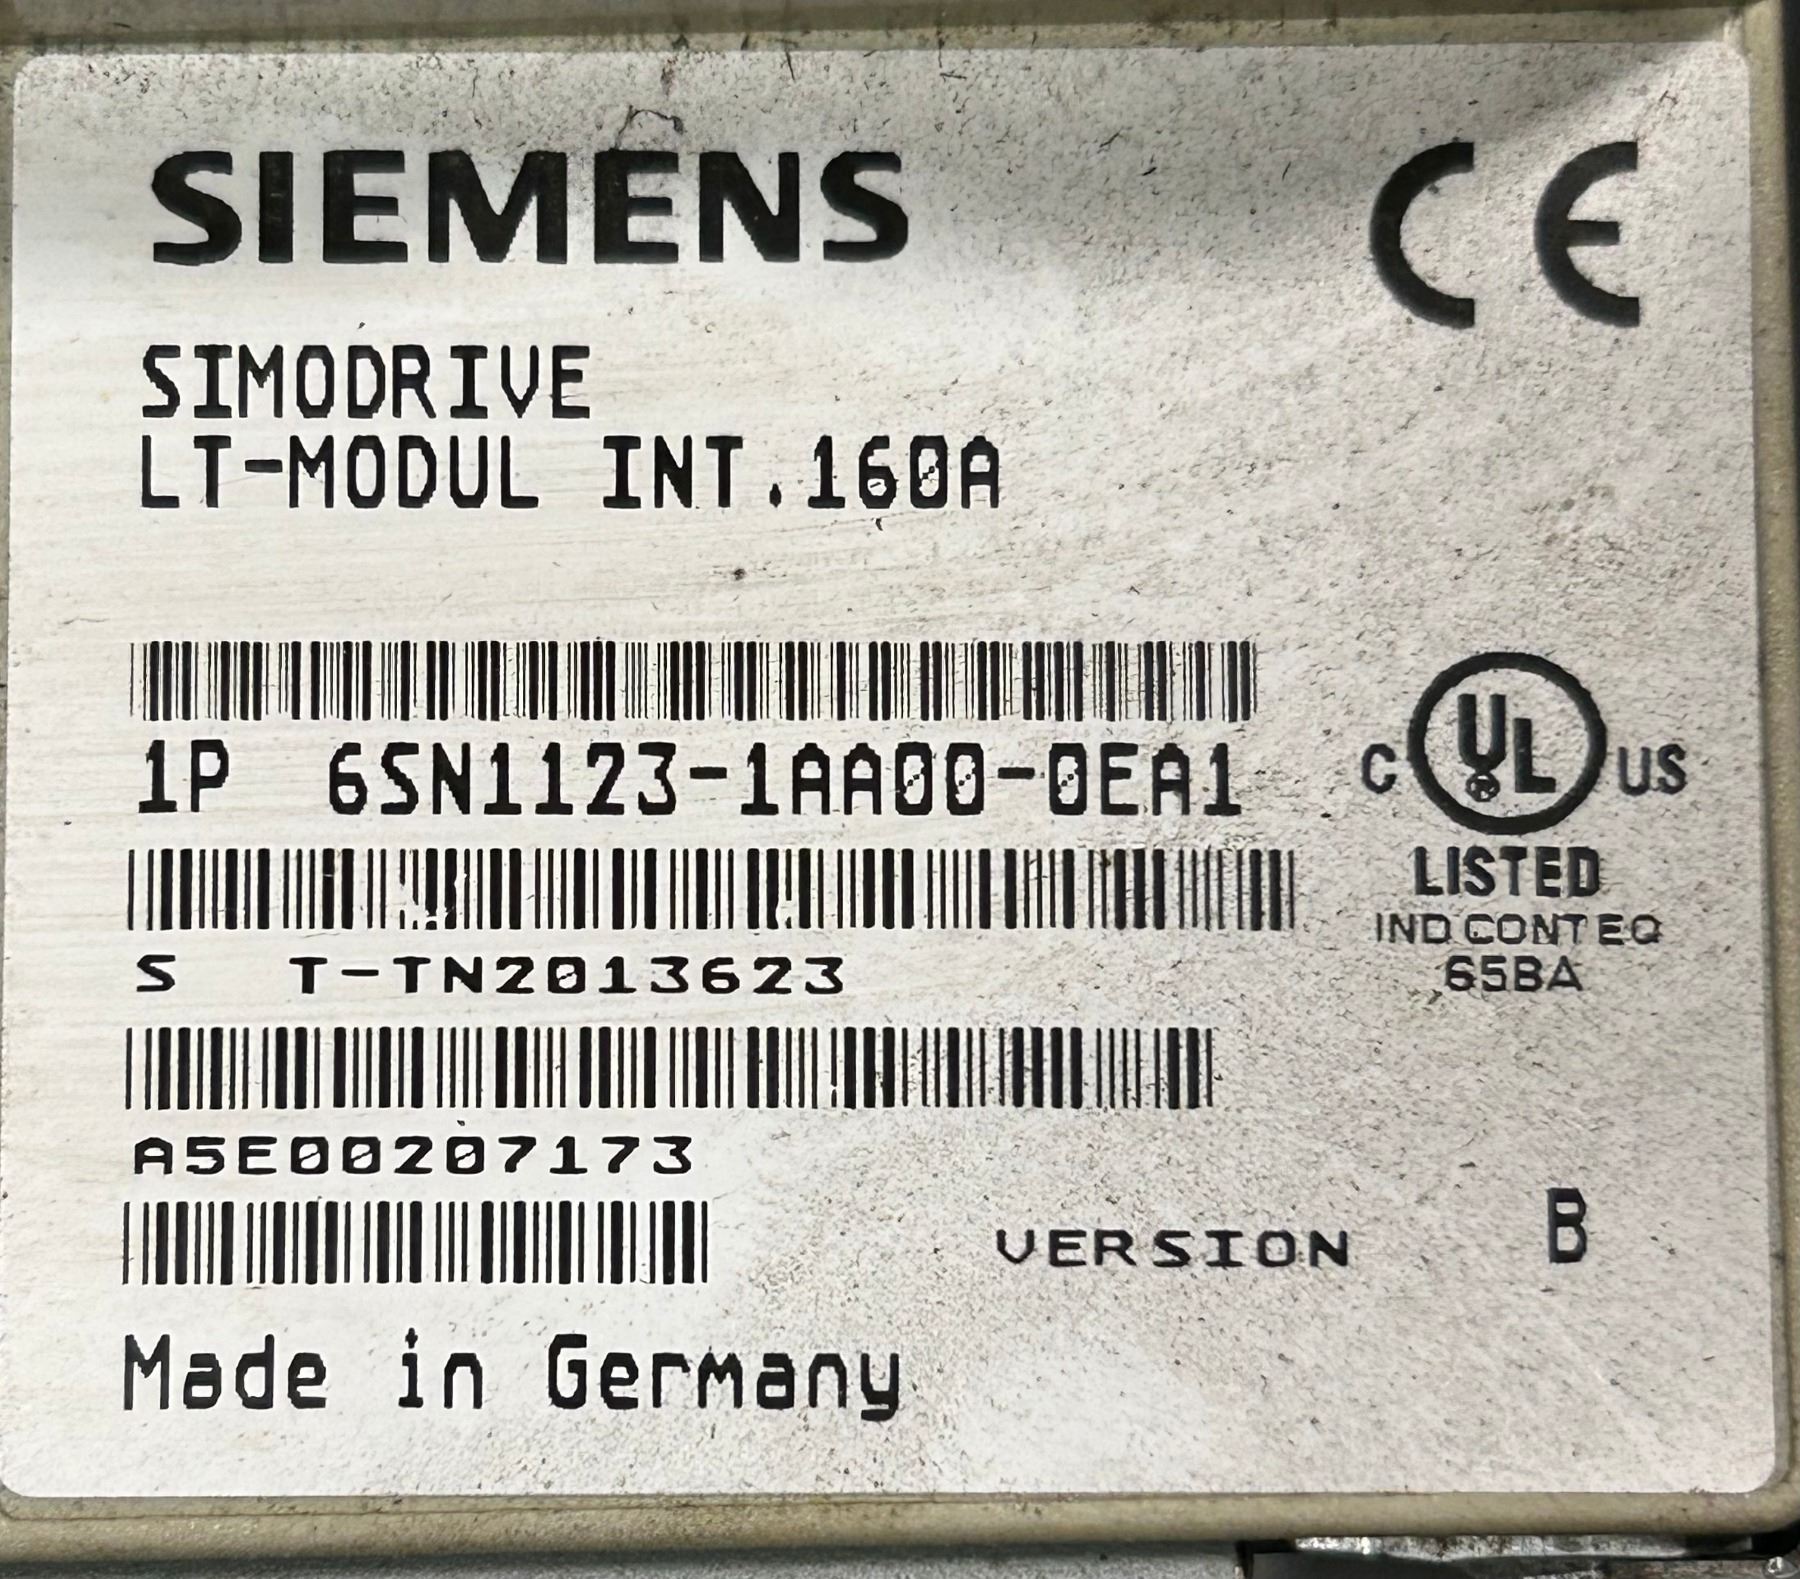 SIEMENS
CE
SIMODRIVE
LT-MODUL INT.160A
1P 6SN1123-1AA00-0EA1
C UL® US
LISTED
IND CONT EQ
65BA
S T-TN2013623
A5E00207173
VERSION B
Made in Germany